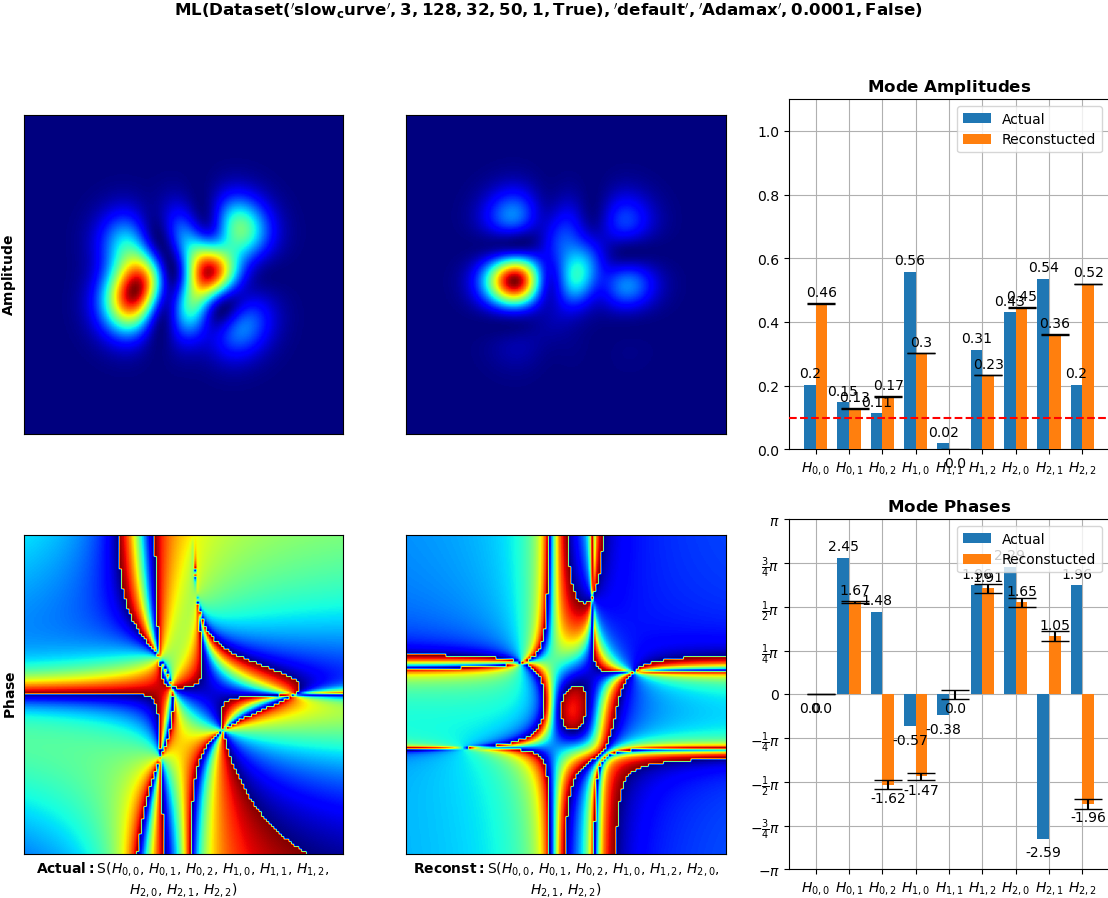 ML(Dataset('slow_curve', 3, 128, 32, 50, 1, True), 'default', 'Adamax', 0.0001, False)
Amplitude
Mode Amplitudes
Actual
Reconstucted
1.0
0.8
0.6
0.4
0.2
0.0
0.2 0.46 0.15 0.13 0.11 0.17 0.56 0.3 0.02 0.0 0.31 0.23 0.43 0.45 0.54 0.36 0.2 0.52
H0,0 H0,1 H0,2 H1,0 H1,1 H1,2 H2,0 H2,1 H2,2
Phase
Actual: S(H0,0, H0,1, H0,2, H1,0, H1,1, H1,2,
H2,0, H2,1, H2,2)
Reconst: S(H0,0, H0,1, H0,2, H1,0, H1,2, H2,0,
H2,1, H2,2)
Mode Phases
Actual
Reconstucted
π
3/4π
1/2π
1/4π
0
−1/4π
−1/2π
−3/4π
−π
0.0 0.0 2.45 1.67 1.48 -1.62 -0.57 -1.47 -0.38 0.0 1.96 1.91 1.65 -2.59 1.05 1.96 -1.96
H0,0 H0,1 H0,2 H1,0 H1,1 H1,2 H2,0 H2,1 H2,2